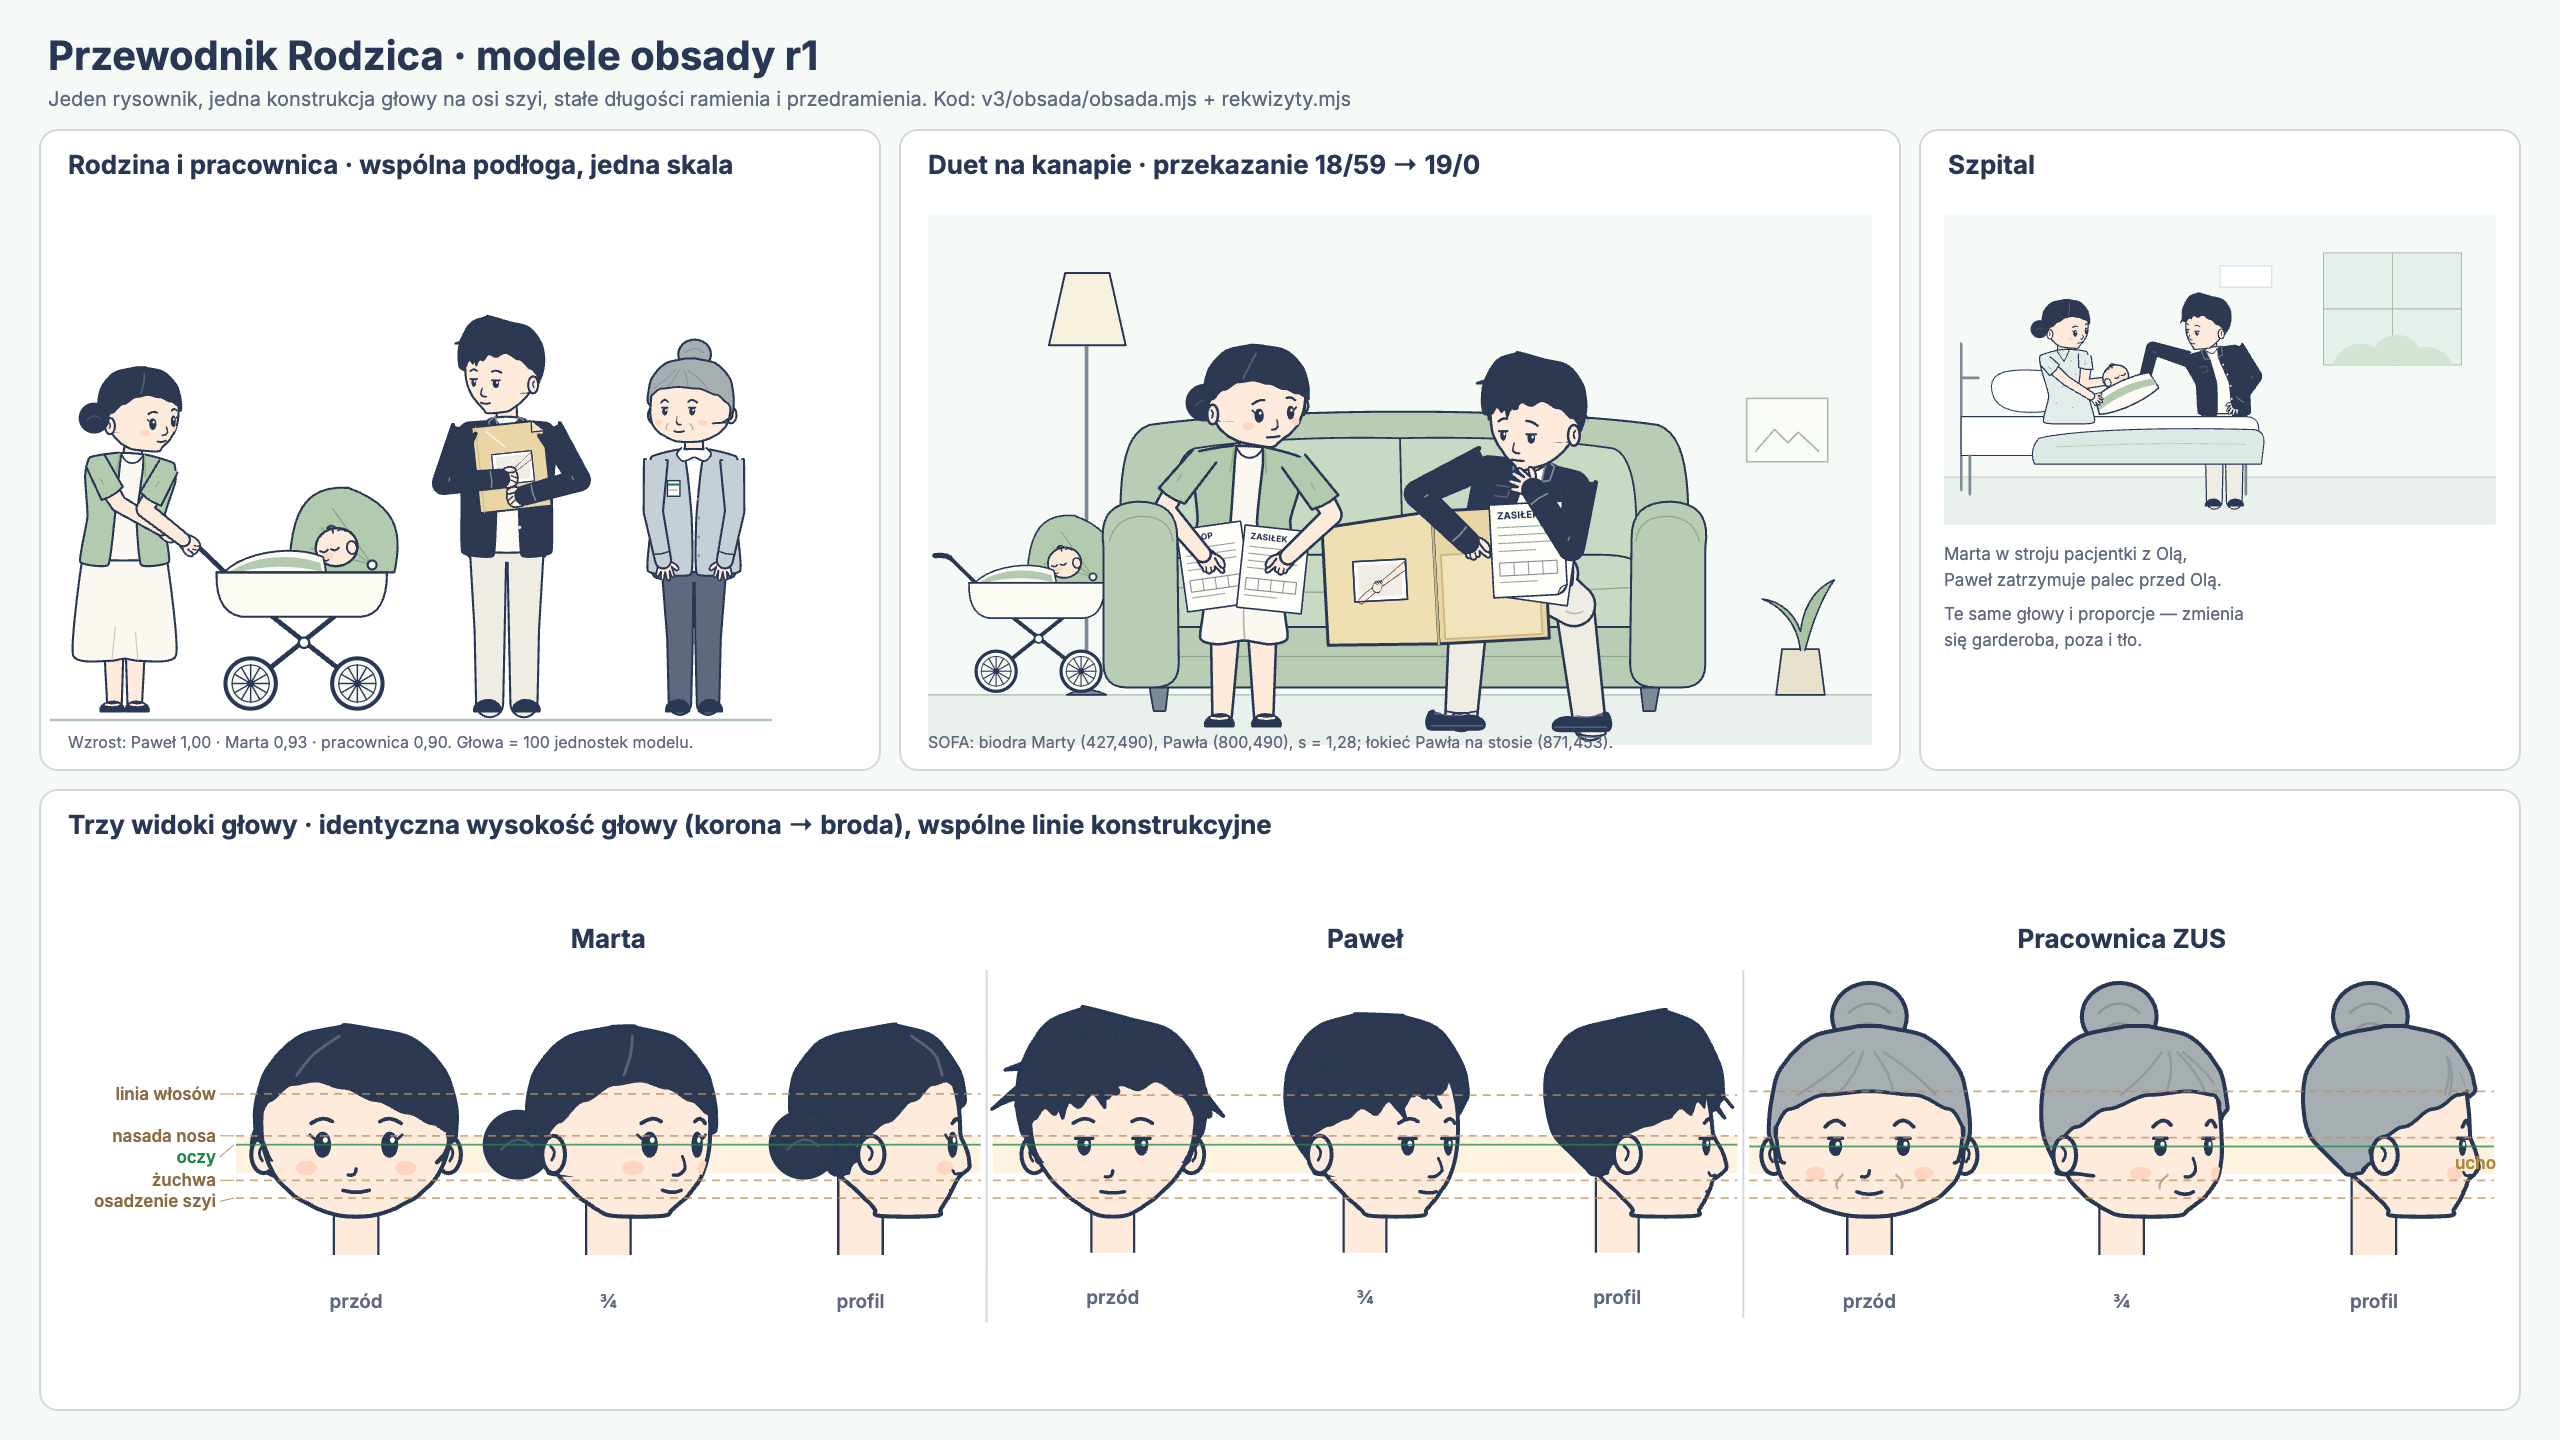 Przewodnik Rodzica · modele obsady r1
Jeden rysownik, jedna konstrukcja głowy na osi szyi, stałe długości ramienia i przedramienia. Kod: v3/obsada/obsada.mjs + rekwizyty.mjs
Rodzina i pracownica · wspólna podłoga, jedna skala
Wzrost: Paweł 1,00 · Marta 0,93 · pracownica 0,90. Głowa = 100 jednostek modelu.
Duet na kanapie · przekazanie 18/59 → 19/0
OP
ZASIŁEK
ZASIŁE
SOFA: biodra Marty (427,490), Pawła (800,490), s = 1,28; łokieć Pawła na stosie (871,453).
Szpital
Marta w stroju pacjentki z Olą,
Paweł zatrzymuje palec przed Olą.
Te same głowy i proporcje — zmienia
się garderoba, poza i tło.
Trzy widoki głowy · identyczna wysokość głowy (korona → broda), wspólne linie konstrukcyjne
Marta
Paweł
Pracownica ZUS
linia włosów
nasada nosa
oczy
żuchwa
osadzenie szyi
ucho
przód
¾
profil
przód
¾
profil
przód
¾
profil